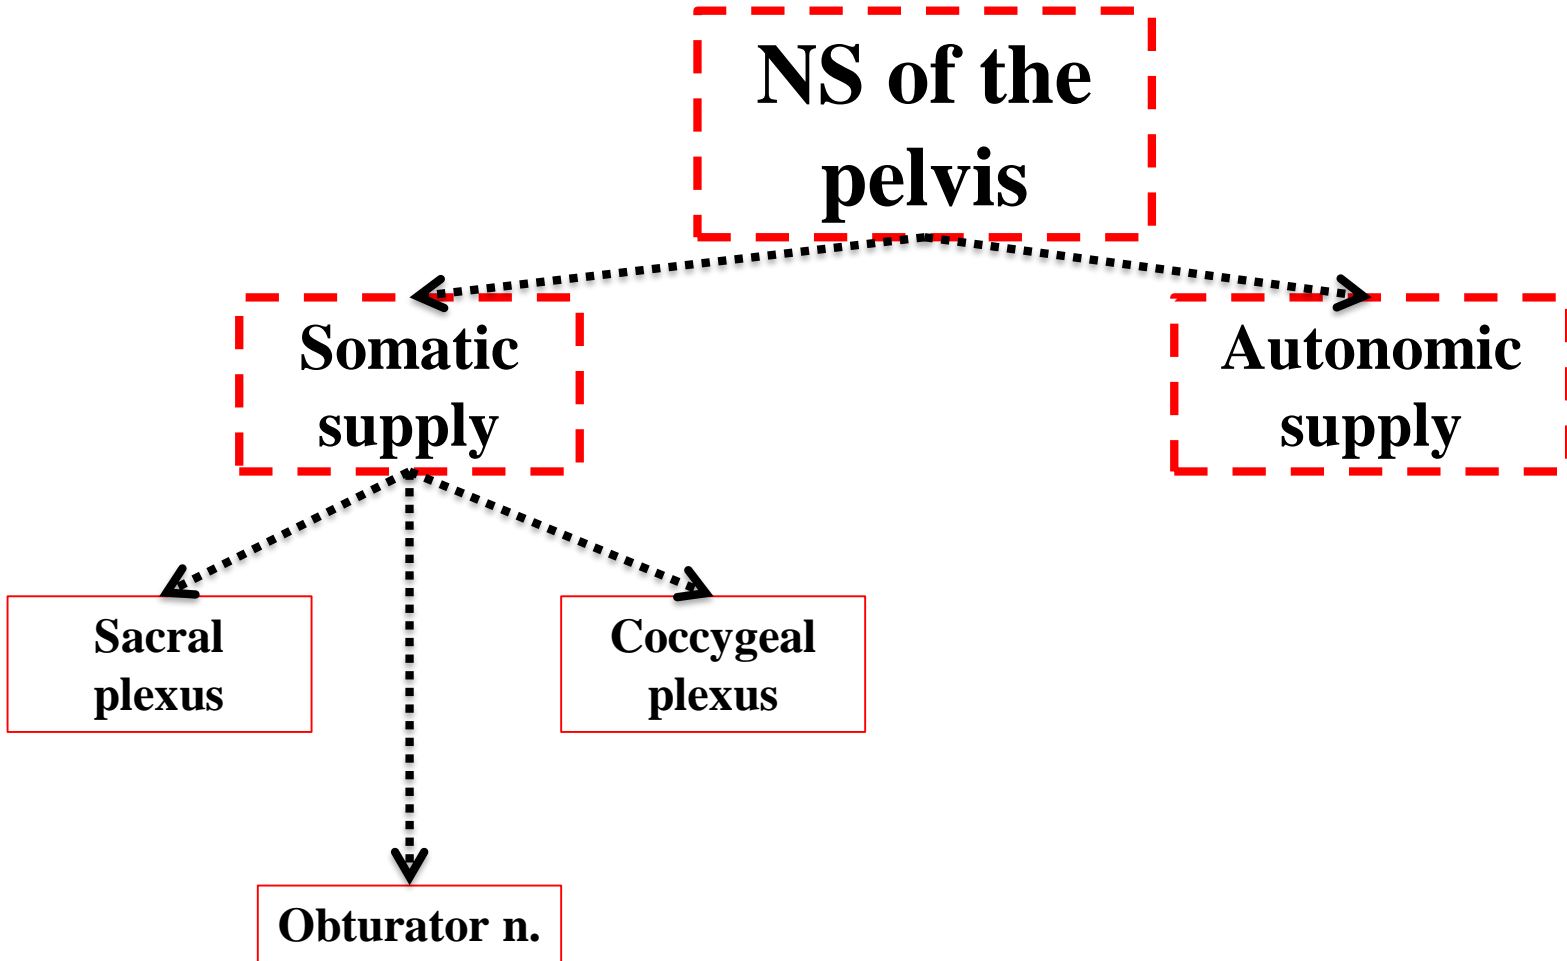 NS of the
pelvis
Somatic
supply
Autonomic
supply
Sacral
plexus
Coccygeal
plexus
Obturator n.